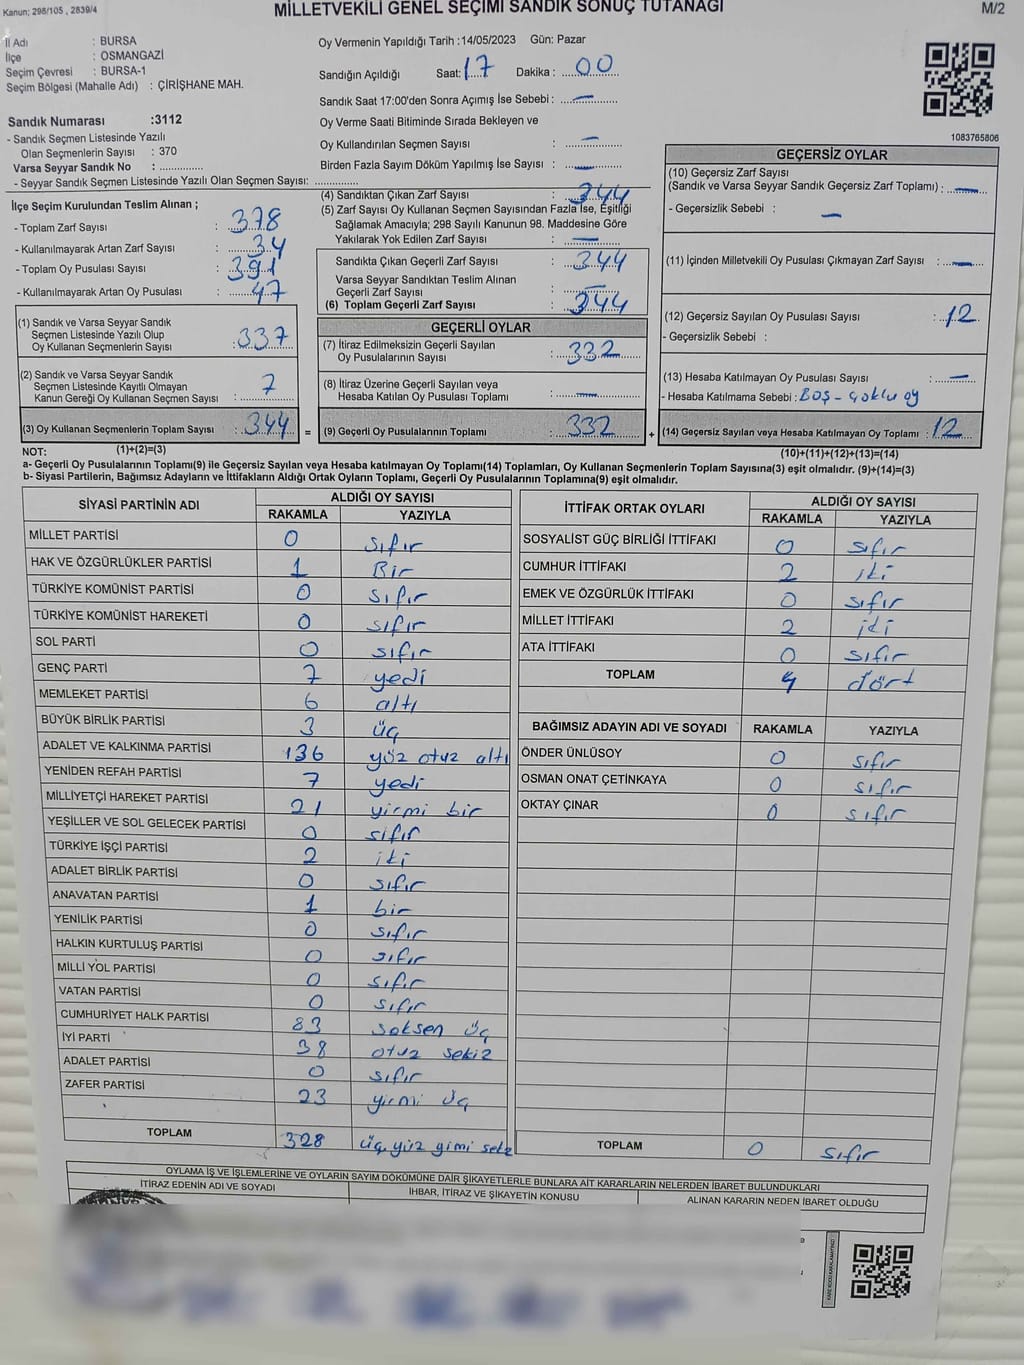 Kanun; 298/105 , 2839/4
MİLLETVEKİLİ GENEL SEÇİMİ SANDIK SONUÇ TUTANAĞI
M/2
İl Adı : BURSA
İlçe : OSMANGAZİ
Seçim Çevresi : BURSA-1
Seçim Bölgesi (Mahalle Adı) : ÇİRİŞHANE MAH.
Sandık Numarası :3112
- Sandık Seçmen Listesinde Yazılı
Olan Seçmenlerin Sayısı : 370
Varsa Seyyar Sandık No : ..............
- Seyyar Sandık Seçmen Listesinde Yazılı Olan Seçmen Sayısı: ..............
Oy Vermenin Yapıldığı Tarih :14/05/2023 Gün: Pazar
Sandığın Açıldığı Saat: 17 Dakika : 00
Sandık Saat 17:00'den Sonra Açımış İse Sebebi : —
Oy Verme Saati Bitiminde Sırada Bekleyen ve
Oy Kullandırılan Seçmen Sayısı : —
Birden Fazla Sayım Döküm Yapılmış İse Sayısı : —
1083765806
İlçe Seçim Kurulundan Teslim Alınan ;
- Toplam Zarf Sayısı : 378
- Kullanılmayarak Artan Zarf Sayısı : 34
- Toplam Oy Pusulası Sayısı : 391
- Kullanılmayarak Artan Oy Pusulası : 47
(1) Sandık ve Varsa Seyyar Sandık
Seçmen Listesinde Yazılı Olup
Oy Kullanan Seçmenlerin Sayısı : 337
(2) Sandık ve Varsa Seyyar Sandık
Seçmen Listesinde Kayıtlı Olmayan
Kanun Gereği Oy Kullanan Seçmen Sayısı : 7
(3) Oy Kullanan Seçmenlerin Toplam Sayısı : 344 =
(4) Sandıktan Çıkan Zarf Sayısı : 344
(5) Zarf Sayısı Oy Kullanan Seçmen Sayısından Fazla İse, Eşitliği
Sağlamak Amacıyla; 298 Sayılı Kanunun 98. Maddesine Göre
Yakılarak Yok Edilen Zarf Sayısı : —
Sandıkta Çıkan Geçerli Zarf Sayısı : 344
Varsa Seyyar Sandıktan Teslim Alınan
Geçerli Zarf Sayısı : —
(6) Toplam Geçerli Zarf Sayısı : 344
GEÇERLİ OYLAR
(7) İtiraz Edilmeksizin Geçerli Sayılan
Oy Pusulalarının Sayısı : 332
(8) İtiraz Üzerine Geçerli Sayılan veya
Hesaba Katılan Oy Pusulası Toplamı : —
(9) Geçerli Oy Pusulalarının Toplamı : 332 +
GEÇERSİZ OYLAR
(10) Geçersiz Zarf Sayısı
(Sandık ve Varsa Seyyar Sandık Geçersiz Zarf Toplamı) : —
- Geçersizlik Sebebi : —
(11) İçinden Milletvekili Oy Pusulası Çıkmayan Zarf Sayısı : —
(12) Geçersiz Sayılan Oy Pusulası Sayısı : 12
- Geçersizlik Sebebi :
(13) Hesaba Katılmayan Oy Pusulası Sayısı : —
- Hesaba Katılmama Sebebi : Boş - çoklu oy
(14) Geçersiz Sayılan veya Hesaba Katılmayan Oy Toplamı : 12
NOT: (1)+(2)=(3) (10)+(11)+(12)+(13)=(14)
a- Geçerli Oy Pusulalarının Toplamı(9) ile Geçersiz Sayılan veya Hesaba katılmayan Oy Toplamı(14) Toplamları, Oy Kullanan Seçmenlerin Toplam Sayısına(3) eşit olmalıdır. (9)+(14)=(3)
b- Siyasi Partilerin, Bağımsız Adayların ve İttifakların Aldığı Ortak Oyların Toplamı, Geçerli Oy Pusulalarının Toplamına(9) eşit olmalıdır.
SİYASİ PARTİNİN ADI ALDIĞI OY SAYISI
RAKAMLA YAZIYLA
MİLLET PARTİSİ 0 sıfır
HAK VE ÖZGÜRLÜKLER PARTİSİ 1 Bir
TÜRKİYE KOMÜNİST PARTİSİ 0 sıfır
TÜRKİYE KOMÜNİST HAREKETİ 0 sıfır
SOL PARTİ 0 sıfır
GENÇ PARTİ 7 yedi
MEMLEKET PARTİSİ 6 altı
BÜYÜK BİRLİK PARTİSİ 3 üç
ADALET VE KALKINMA PARTİSİ 136 yüz otuz altı
YENİDEN REFAH PARTİSİ 7 yedi
MİLLİYETÇİ HAREKET PARTİSİ 21 yirmi bir
YEŞİLLER VE SOL GELECEK PARTİSİ 0 sıfır
TÜRKİYE İŞÇİ PARTİSİ 2 iki
ADALET BİRLİK PARTİSİ 0 sıfır
ANAVATAN PARTİSİ 1 bir
YENİLİK PARTİSİ 0 sıfır
HALKIN KURTULUŞ PARTİSİ 0 sıfır
MİLLİ YOL PARTİSİ 0 sıfır
VATAN PARTİSİ 0 sıfır
CUMHURİYET HALK PARTİSİ 83 seksen üç
İYİ PARTİ 38 otuz sekiz
ADALET PARTİSİ 0 sıfır
ZAFER PARTİSİ 23 yirmi üç
TOPLAM 328 üç yüz yimi sekz
İTTİFAK ORTAK OYLARI ALDIĞI OY SAYISI
RAKAMLA YAZIYLA
SOSYALİST GÜÇ BİRLİĞİ İTTİFAKI 0 sıfır
CUMHUR İTTİFAKI 2 iki
EMEK VE ÖZGÜRLÜK İTTİFAKI 0 sıfır
MİLLET İTTİFAKI 2 iki
ATA İTTİFAKI 0 sıfır
TOPLAM 4 dört
BAĞIMSIZ ADAYIN ADI VE SOYADI RAKAMLA YAZIYLA
ÖNDER ÜNLÜSOY 0 sıfır
OSMAN ONAT ÇETİNKAYA 0 sıfır
OKTAY ÇINAR 0 sıfır
TOPLAM 0 sıfır
OYLAMA İŞ VE İŞLEMLERİNE VE OYLARIN SAYIM DÖKÜMÜNE DAİR ŞİKAYETLERLE BUNLARA AİT KARARLARIN NELERDEN İBARET BULUNDUKLARI
İTİRAZ EDENİN ADI VE SOYADI İHBAR, İTİRAZ VE ŞİKAYETİN KONUSU ALINAN KARARIN NEDEN İBARET OLDUĞU